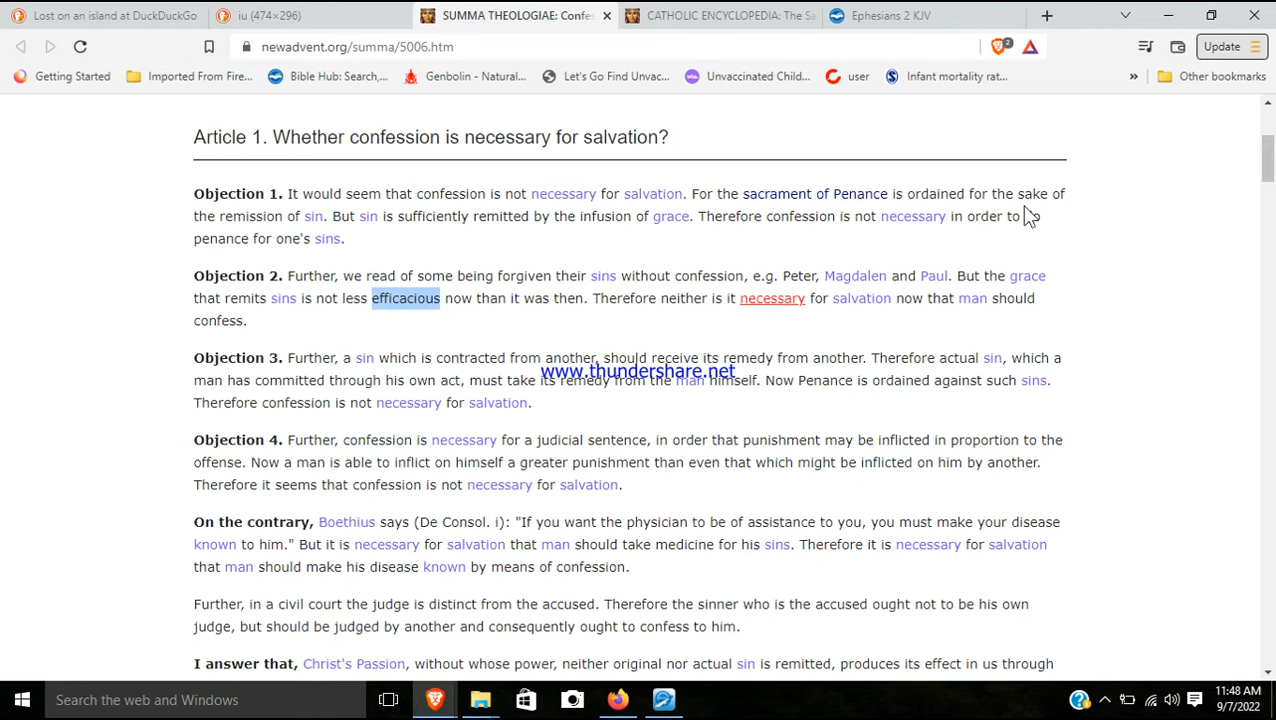 Lost on an island at DuckDuckGo
iu (474×296)
SUMMA THEOLOGIAE: Confes
CATHOLIC ENCYCLOPEDIA: The Sa
Ephesians 2 KJV
newadvent.org/summa/5006.htm
2
Update
Getting Started
Imported From Fire...
Bible Hub: Search,...
Genbolin - Natural...
Let's Go Find Unvac...
Unvaccinated Child...
user
Infant mortality rat...
»
Other bookmarks
Article 1. Whether confession is necessary for salvation?
Objection 1. It would seem that confession is not necessary for salvation. For the sacrament of Penance is ordained for the sake of
the remission of sin. But sin is sufficiently remitted by the infusion of grace. Therefore confession is not necessary in order to
penance for one's sins.
Objection 2. Further, we read of some being forgiven their sins without confession, e.g. Peter, Magdalen and Paul. But the grace
that remits sins is not less efficacious now than it was then. Therefore neither is it necessary for salvation now that man should
confess.
Objection 3. Further, a sin which is contracted from another, should receive its remedy from another. Therefore actual sin, which a
www.thundershare.net
man has committed through his own act, must take its remedy from the man himself. Now Penance is ordained against such sins.
Therefore confession is not necessary for salvation.
Objection 4. Further, confession is necessary for a judicial sentence, in order that punishment may be inflicted in proportion to the
offense. Now a man is able to inflict on himself a greater punishment than even that which might be inflicted on him by another.
Therefore it seems that confession is not necessary for salvation.
On the contrary, Boethius says (De Consol. i): "If you want the physician to be of assistance to you, you must make your disease
known to him." But it is necessary for salvation that man should take medicine for his sins. Therefore it is necessary for salvation
that man should make his disease known by means of confession.
Further, in a civil court the judge is distinct from the accused. Therefore the sinner who is the accused ought not to be his own
judge, but should be judged by another and consequently ought to confess to him.
I answer that, Christ's Passion, without whose power, neither original nor actual sin is remitted, produces its effect in us through
Search the web and Windows
11:48 AM
9/7/2022